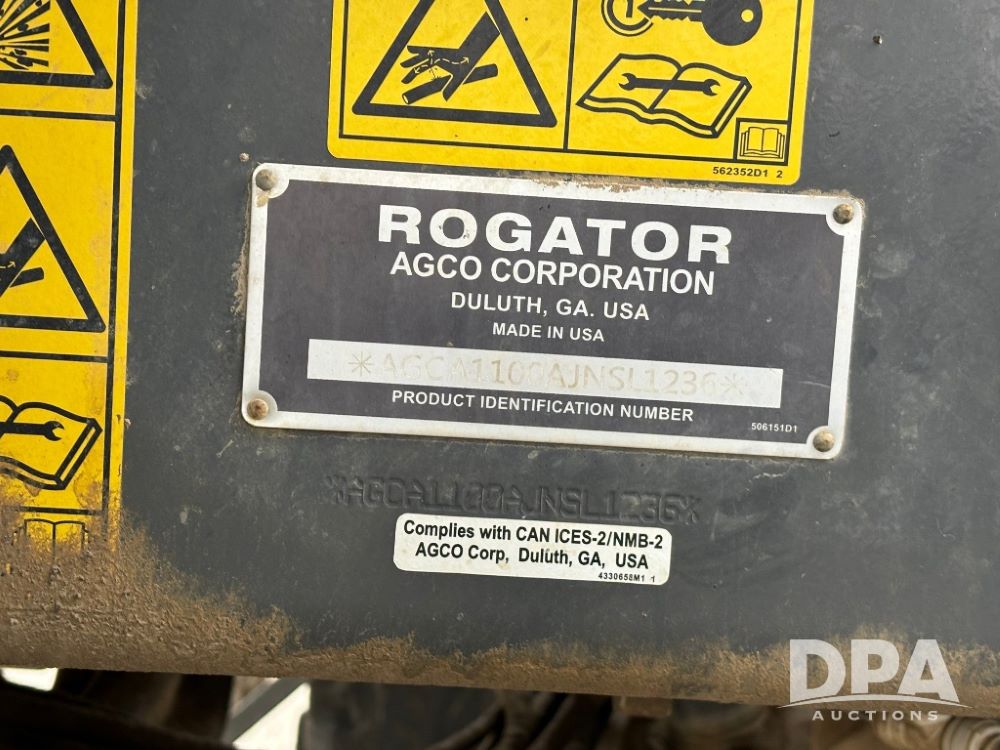 562352D1 2
ROGATOR
AGCO CORPORATION
DULUTH, GA. USA
MADE IN USA
*AGCA1100AJNSL1236*
PRODUCT IDENTIFICATION NUMBER
506151D1
*AGCA1100AJNSL1236*
Complies with CAN ICES-2/NMB-2
AGCO Corp, Duluth, GA, USA
4330658M1 1
DPA
AUCTIONS